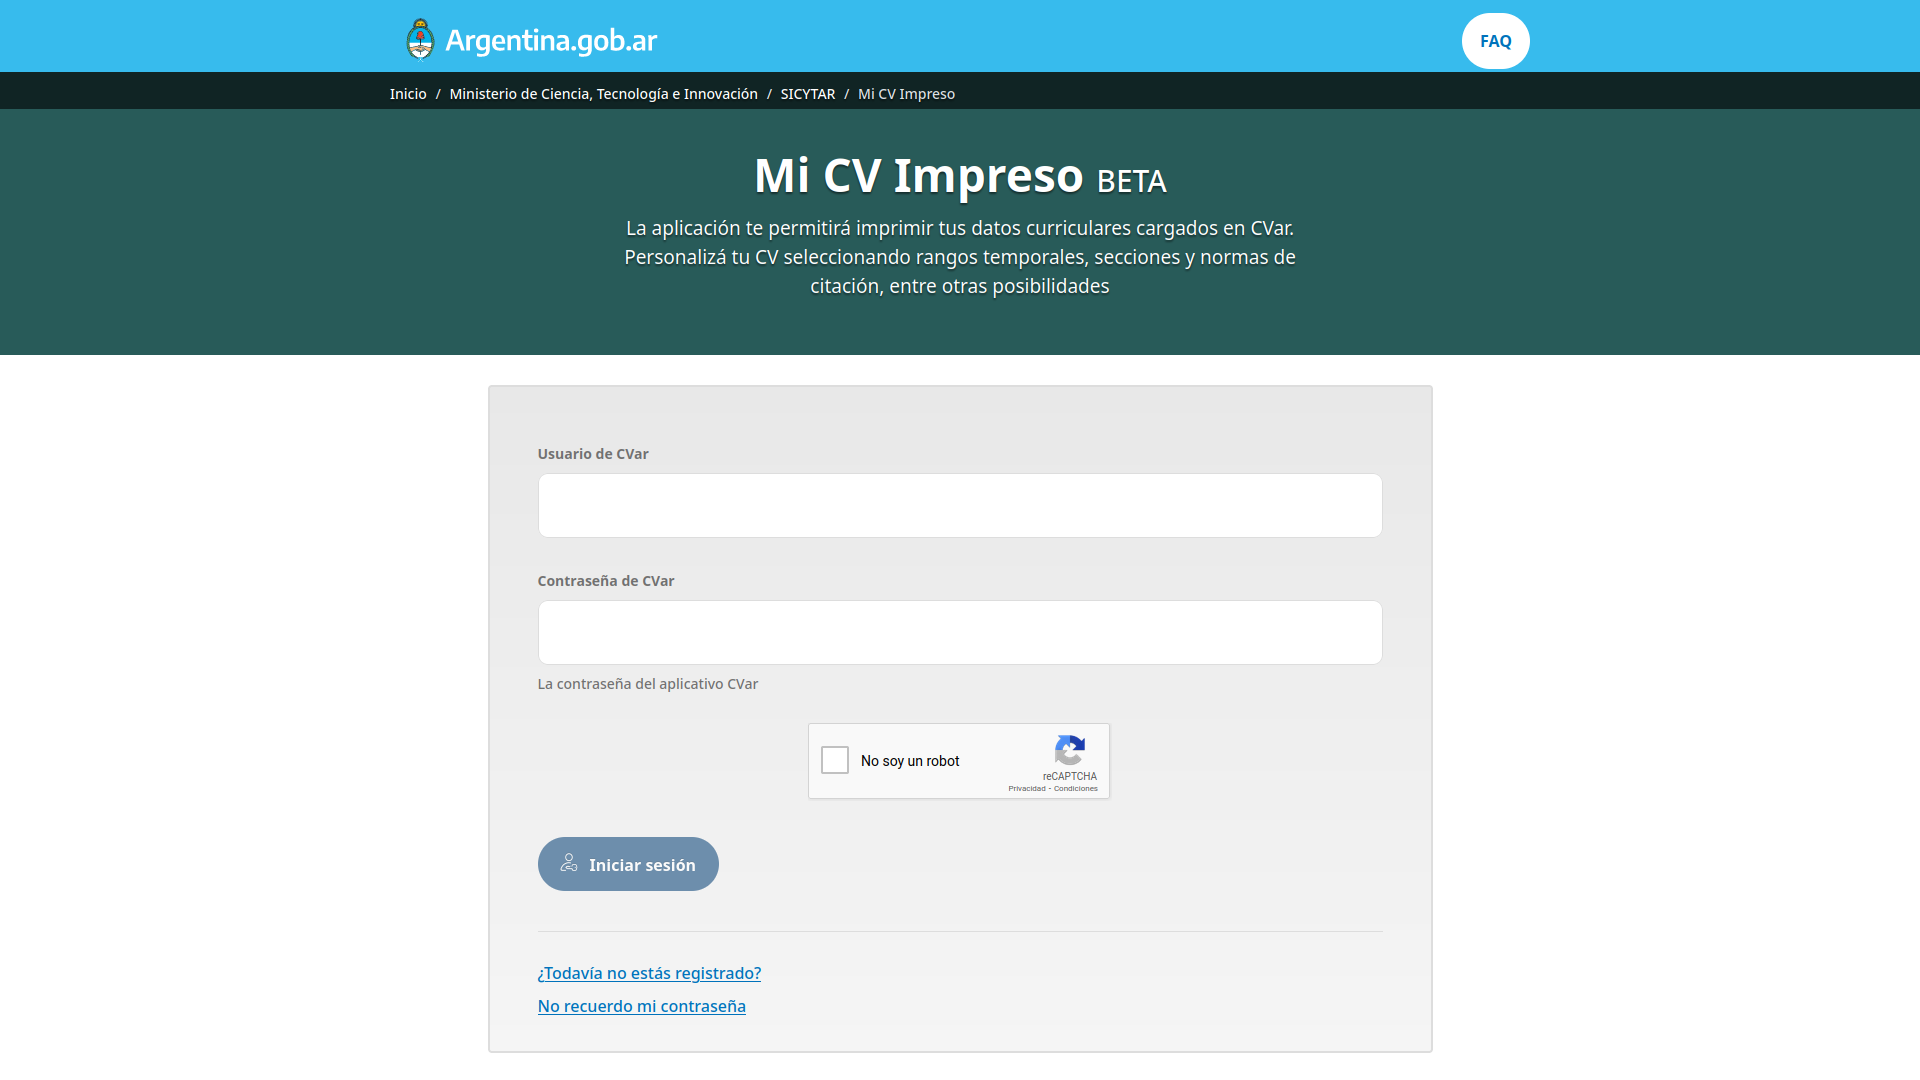 Argentina.gob.ar
FAQ
Inicio / Ministerio de Ciencia, Tecnología e Innovación / SICYTAR / Mi CV Impreso
Mi CV Impreso BETA
La aplicación te permitirá imprimir tus datos curriculares cargados en CVar.
Personalizá tu CV seleccionando rangos temporales, secciones y normas de
citación, entre otras posibilidades
Usuario de CVar
Contraseña de CVar
La contraseña del aplicativo CVar
No soy un robot
reCAPTCHA
Privacidad - Condiciones
Iniciar sesión
¿Todavía no estás registrado?
No recuerdo mi contraseña